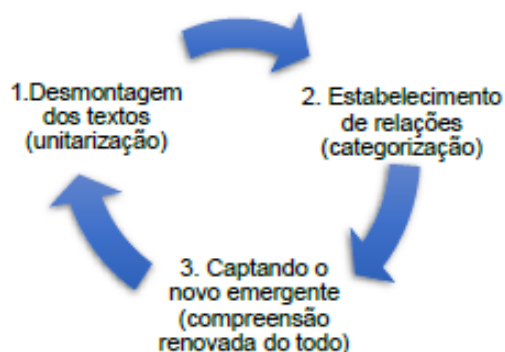 1.Desmontagem
dos textos
(unitarização)
2. Estabelecimento
de relações
(categorização)
3. Captando o
novo emergente
(compreensão
renovada do todo)